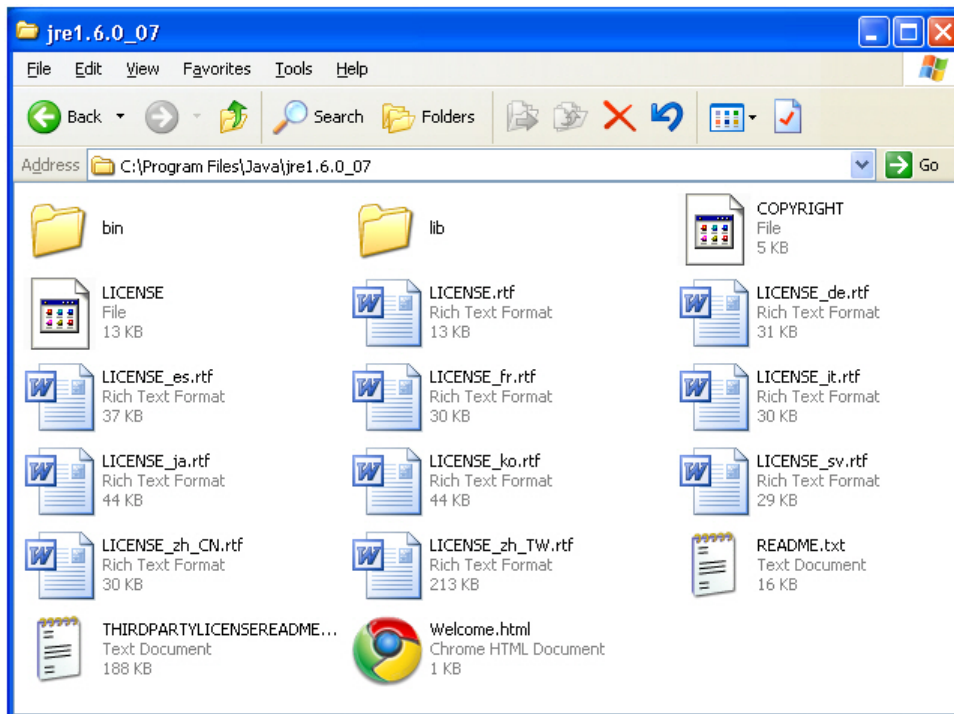 jre1.6.0_07
File Edit View Favorites Tools Help
Back Search Folders
Address C:\Program Files\Java\jre1.6.0_07 Go
bin
lib
COPYRIGHT
File
5 KB
LICENSE
File
13 KB
LICENSE.rtf
Rich Text Format
13 KB
LICENSE_de.rtf
Rich Text Format
31 KB
LICENSE_es.rtf
Rich Text Format
37 KB
LICENSE_fr.rtf
Rich Text Format
30 KB
LICENSE_it.rtf
Rich Text Format
30 KB
LICENSE_ja.rtf
Rich Text Format
44 KB
LICENSE_ko.rtf
Rich Text Format
44 KB
LICENSE_sv.rtf
Rich Text Format
29 KB
LICENSE_zh_CN.rtf
Rich Text Format
30 KB
LICENSE_zh_TW.rtf
Rich Text Format
213 KB
README.txt
Text Document
16 KB
THIRDPARTYLICENSEREADME...
Text Document
188 KB
Welcome.html
Chrome HTML Document
1 KB